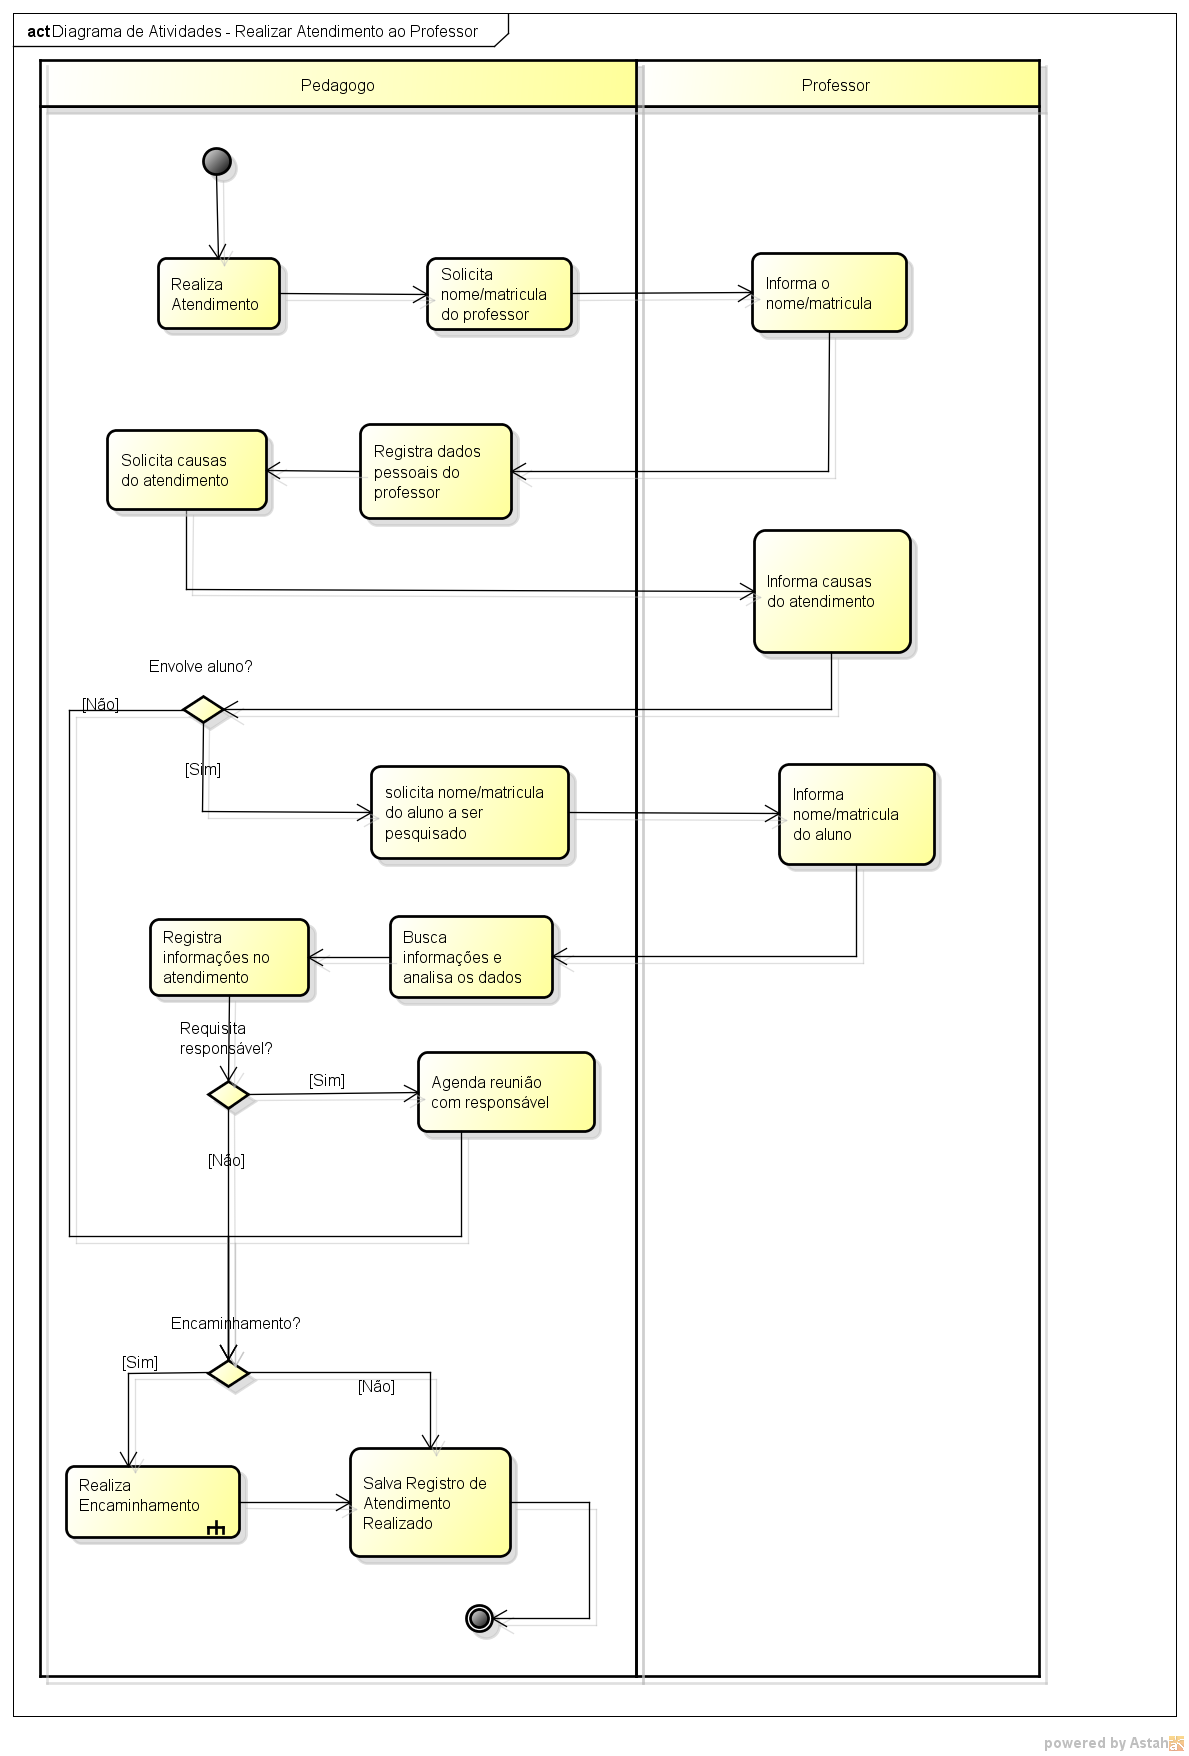 act Diagrama de Atividades - Realizar Atendimento ao Professor
Pedagogo
Professor
Realiza
Atendimento
Solicita
nome/matricula
do professor
Informa o
nome/matricula
Registra dados
pessoais do
professor
Solicita causas
do atendimento
Informa causas
do atendimento
Envolve aluno?
[Não]
[Sim]
solicita nome/matricula
do aluno a ser
pesquisado
Informa
nome/matricula
do aluno
Busca
informações e
analisa os dados
Registra
informações no
atendimento
Requisita
responsável?
[Sim]
Agenda reunião
com responsável
[Não]
Encaminhamento?
[Sim]
[Não]
Realiza
Encaminhamento
Salva Registro de
Atendimento
Realizado
powered by Astah